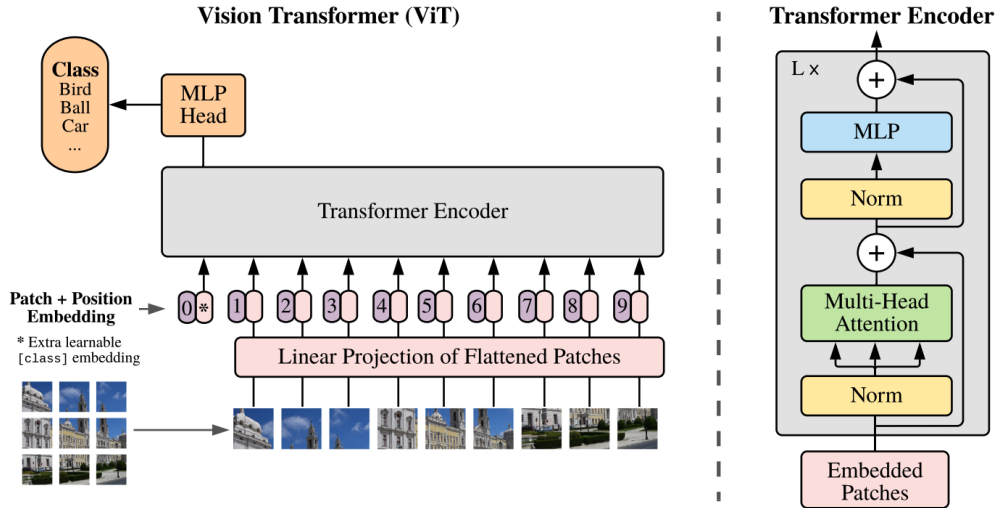 Vision Transformer (ViT)
Class
Bird
Ball
Car
...
MLP
Head
Transformer Encoder
Patch + Position
Embedding
0 * 1 2 3 4 5 6 7 8 9
* Extra learnable
[class] embedding
Linear Projection of Flattened Patches
Transformer Encoder
L ×
+
MLP
Norm
+
Multi-Head
Attention
Norm
Embedded
Patches